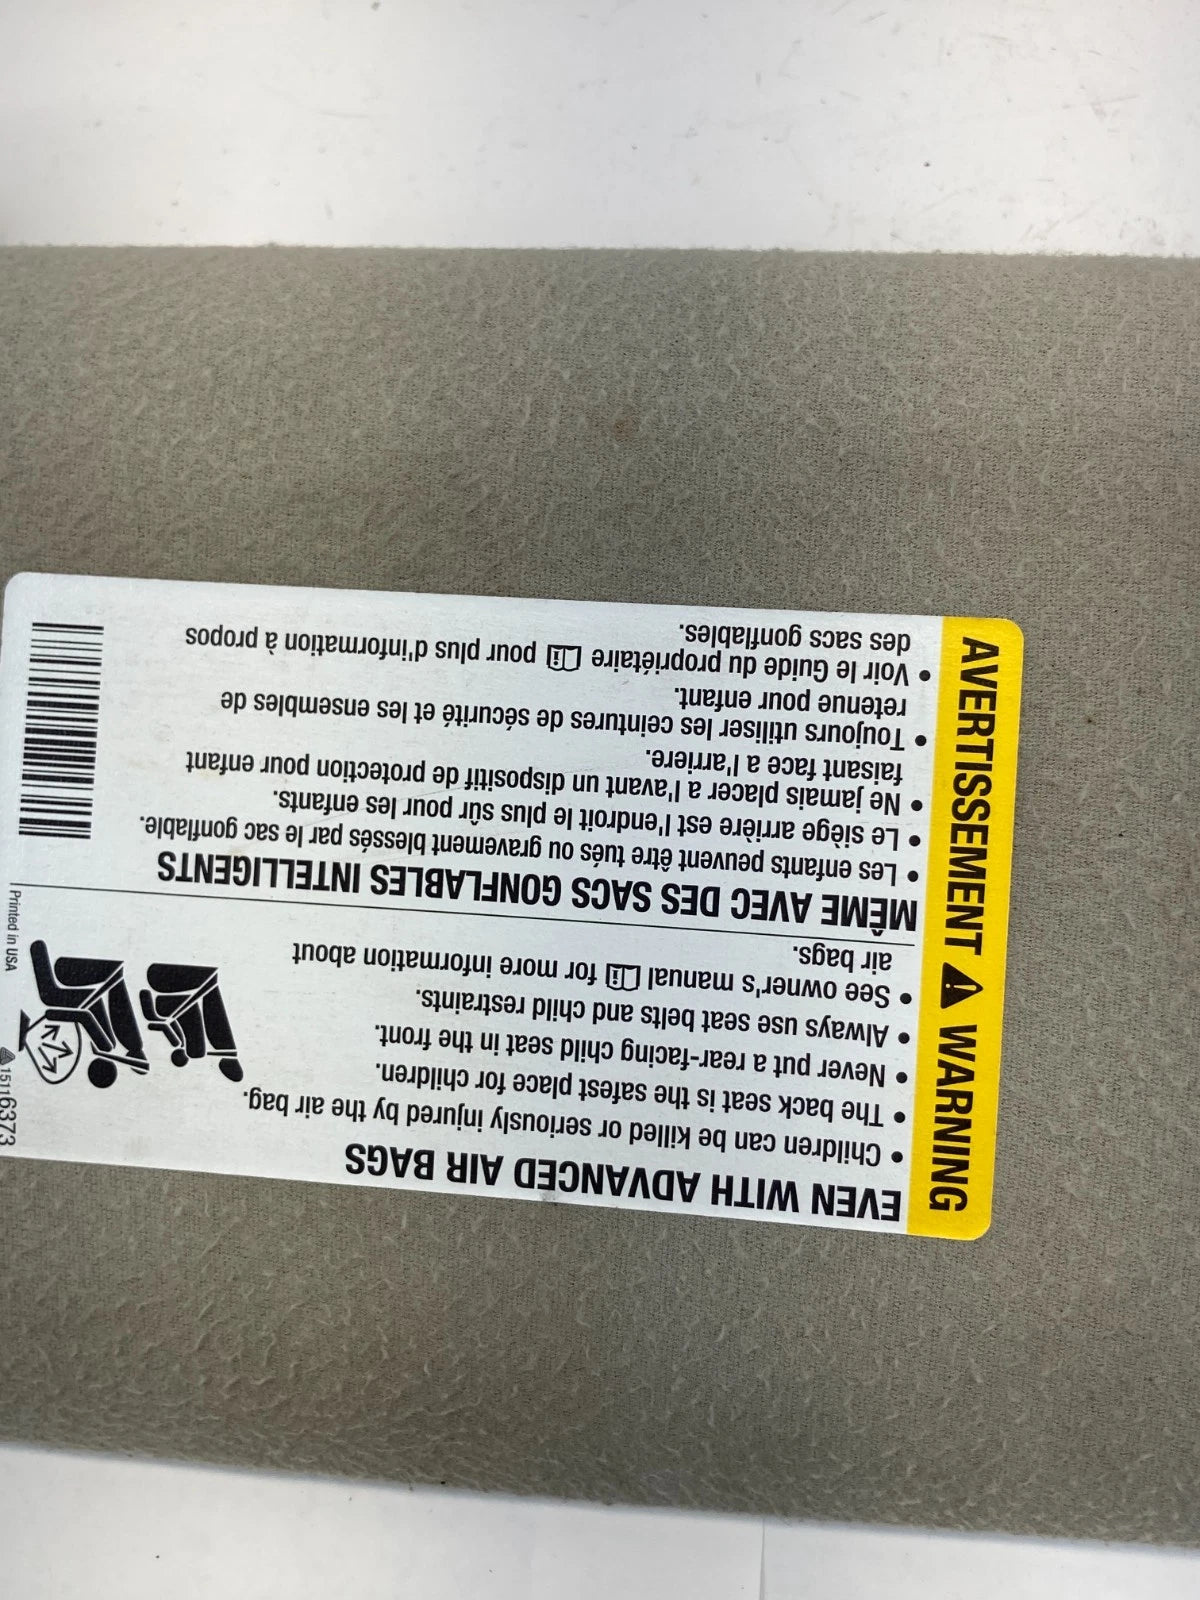 WARNING
AVERTISSEMENT
EVEN WITH ADVANCED AIR BAGS
• Children can be killed or seriously injured by the air bag.
• The back seat is the safest place for children.
• Never put a rear-facing child seat in the front.
• Always use seat belts and child restraints.
• See owner's manual for more information about
air bags.
MÊME AVEC DES SACS GONFLABLES INTELLIGENTS
• Les enfants peuvent être tués ou gravement blessés par le sac gonflable.
• Le siège arrière est l'endroit le plus sûr pour les enfants.
• Ne jamais placer a l'avant un dispositif de protection pour enfant
faisant face a l'arriere.
• Toujours utiliser les ceintures de sécurité et les ensembles de
retenue pour enfant.
• Voir le Guide du propriétaire pour plus d'information à propos
des sacs gonflables.
15116373
Printed in USA